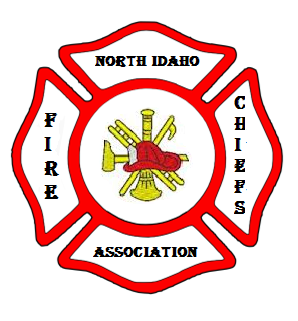 NORTH IDAHO
FIRE
CHIEFS
ASSOCIATION